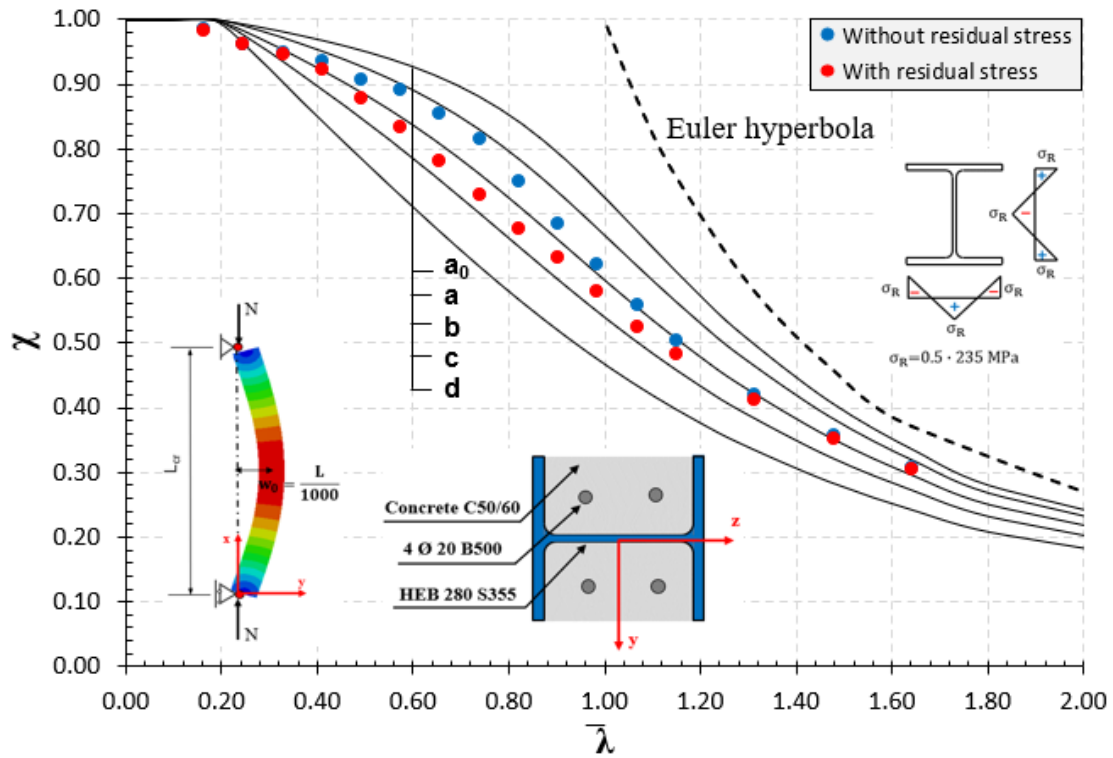 1.00
0.90
0.80
0.70
0.60
0.50
0.40
0.30
0.20
0.10
0.00
χ
Without residual stress
With residual stress
Euler hyperbola
σR
+
σR
−
+
σR
σR
−
−
σR
+
σR
σR=0.5 · 235 MPa
a0
a
b
c
d
N
Lcr
w0 = L/1000
x
y
N
Concrete C50/60
4 Ø 20 B500
HEB 280 S355
z
y
0.00 0.20 0.40 0.60 0.80 1.00 1.20 1.40 1.60 1.80 2.00
λ̅